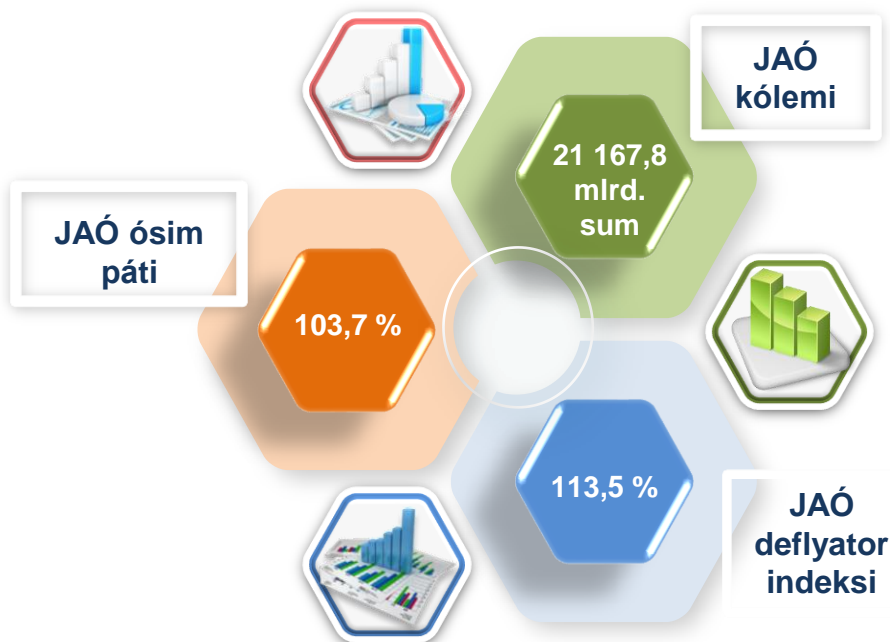 JAÓ
kólemi
21 167,8
mlrd.
sum
JAÓ ósim
páti
103,7 %
113,5 %
JAÓ
deflyator
indeksi